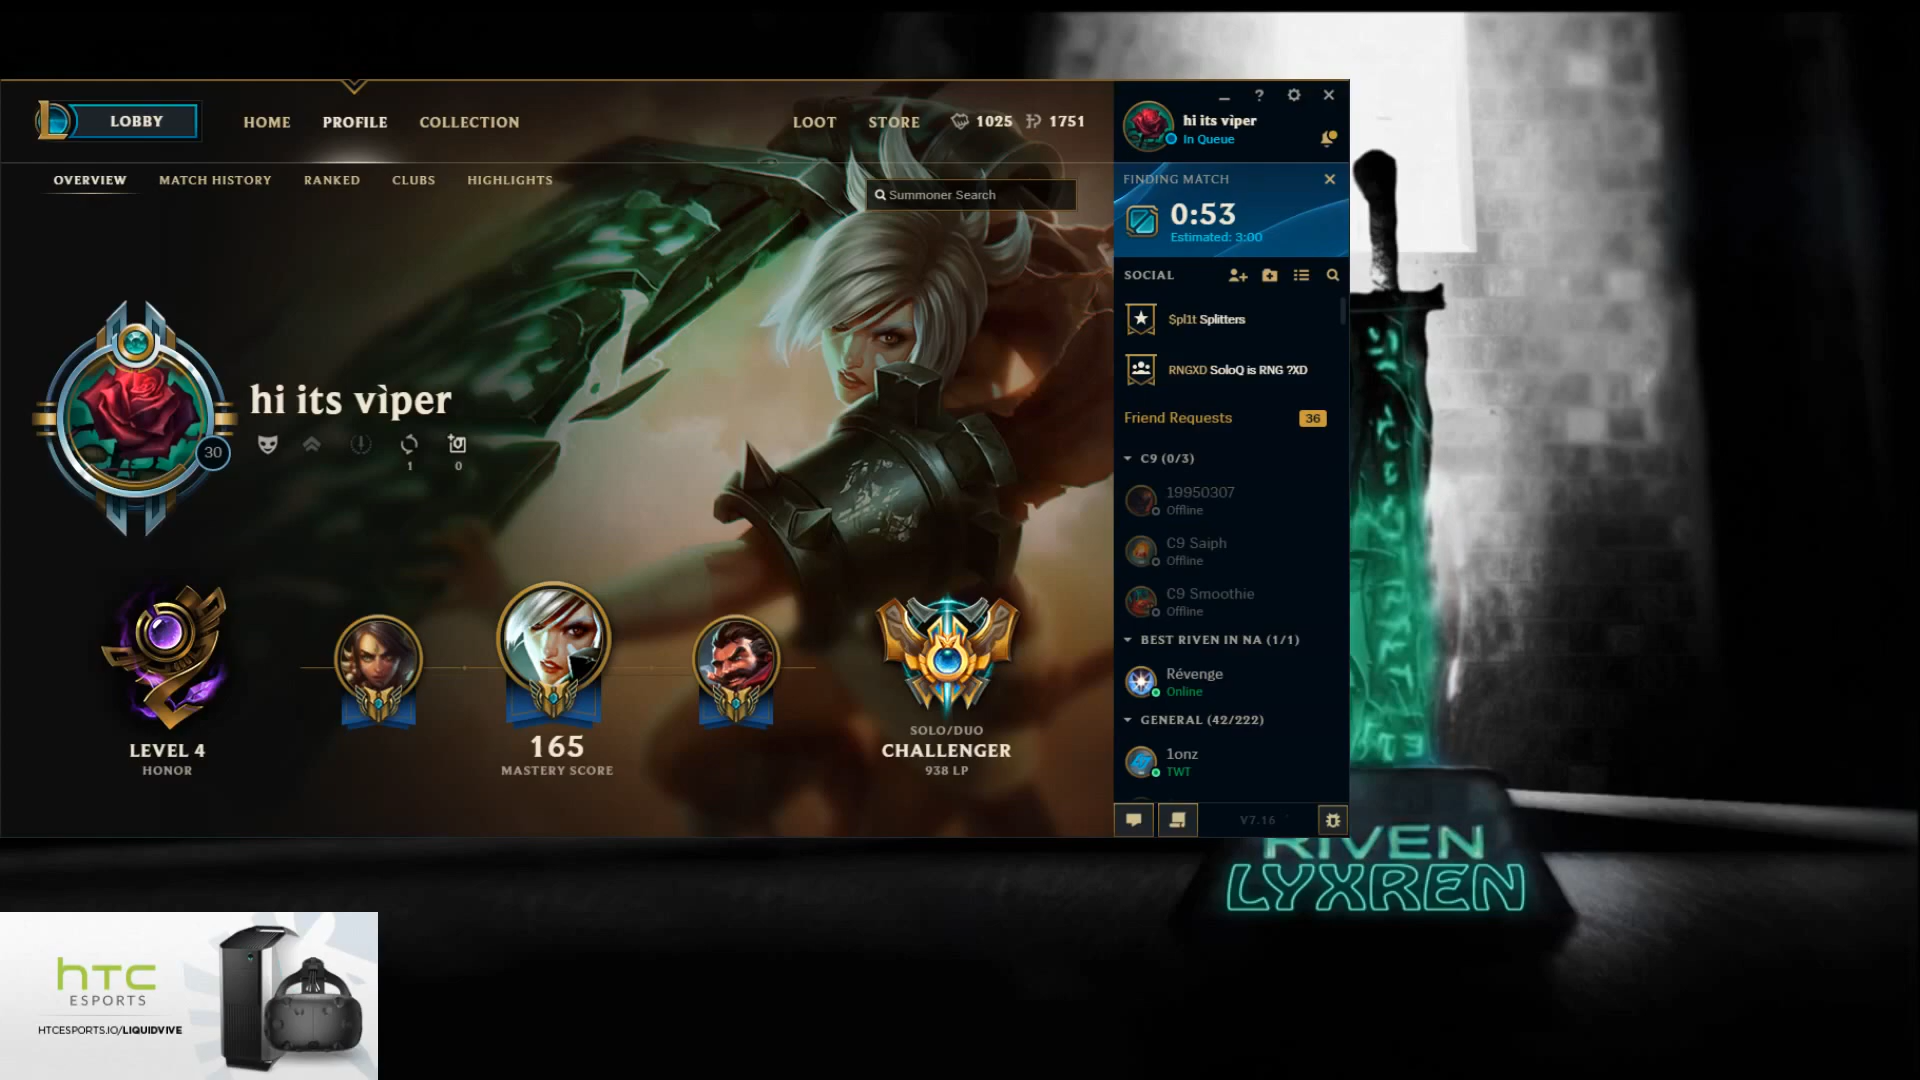 LOBBY
HOME
PROFILE
COLLECTION
LOOT
STORE
1025
1751
hi its vìper
In Queue
OVERVIEW
MATCH HISTORY
RANKED
CLUBS
HIGHLIGHTS
Summoner Search
FINDING MATCH
0:53
Estimated: 3:00
SOCIAL
Spl1t Splitters
RNGXD SoloQ is RNG ?XD
Friend Requests
36
C9 (0/3)
19950307
Offline
C9 Saiph
Offline
C9 Smoothie
Offline
BEST RIVEN IN NA (1/1)
Révenge
Online
GENERAL (42/222)
1onz
TWT
V7.16
hi its vìper
30
1
0
LEVEL 4
HONOR
165
MASTERY SCORE
SOLO/DUO
CHALLENGER
938 LP
RIVEN
LYXREN
hTC
ESPORTS
HTCESPORTS.IO/LIQUIDVIVE